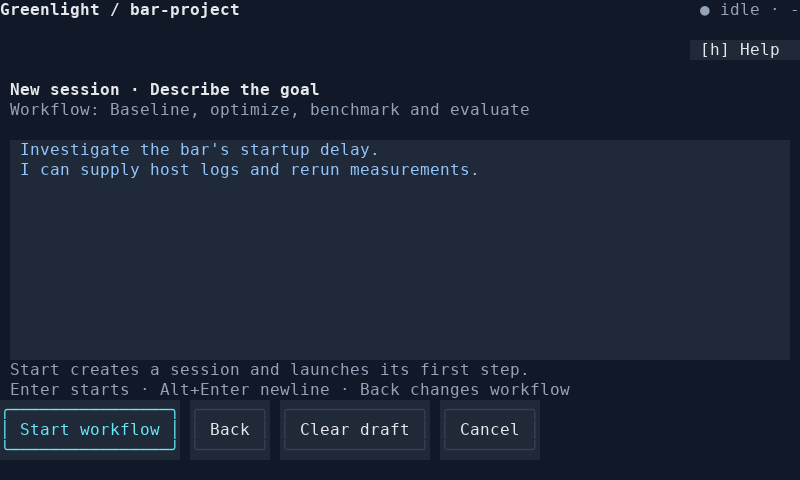 Greenlight / bar-project
● idle · -
[h] Help
New session · Describe the goal
Workflow: Baseline, optimize, benchmark and evaluate
Investigate the bar's startup delay.
I can supply host logs and rerun measurements.
Start creates a session and launches its first step.
Enter starts · Alt+Enter newline · Back changes workflow
Start workflow
Back
Clear draft
Cancel